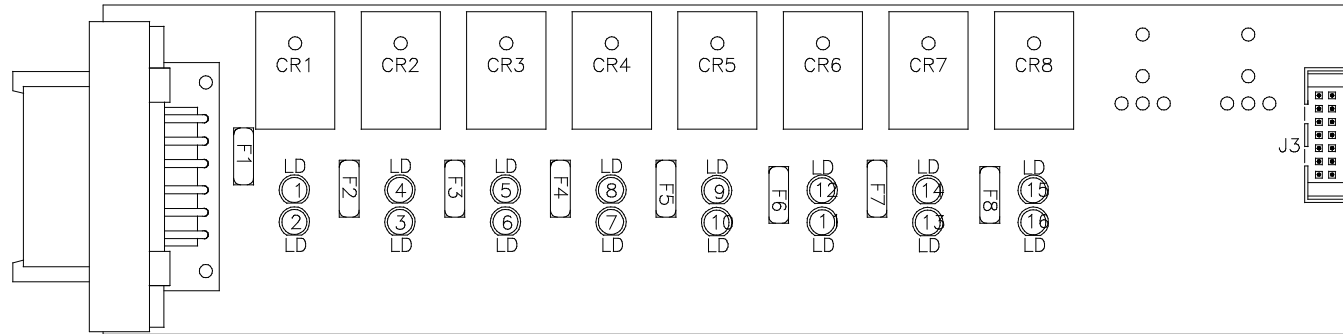 CR1 CR2 CR3 CR4 CR5 CR6 CR7 CR8
J3
F1
LD LD LD LD LD LD LD LD
1 F2 4 F3 5 F4 8 F5 9 F6 12 F7 14 F8 15
2 3 6 7 10 11 13 16
LD LD LD LD LD LD LD LD